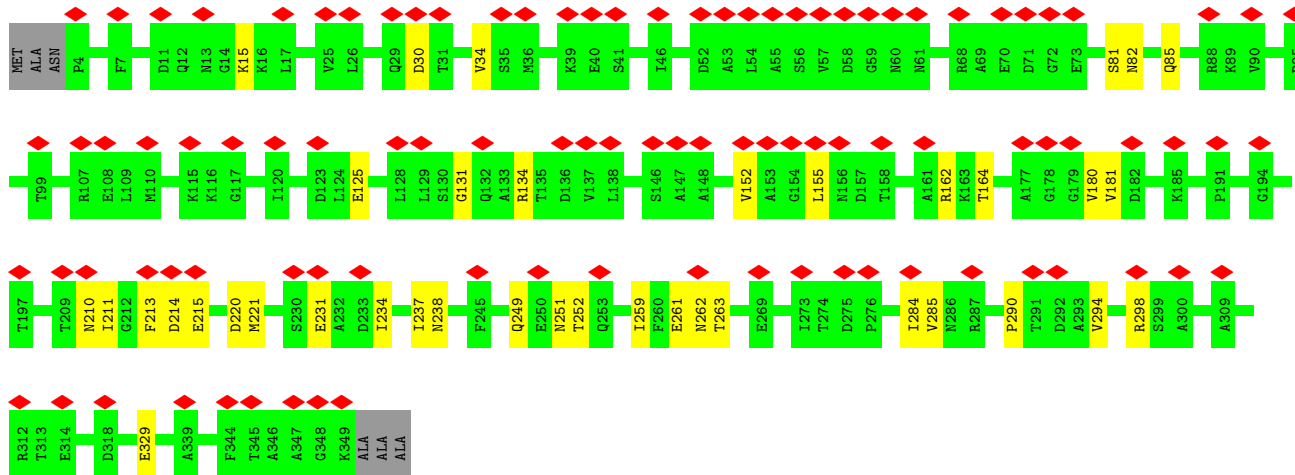 MET ALA ASN P4 F7 D11 Q12 N13 G14 K15 K16 L17 V25 L26 Q29 D30 T31 V34 S35 M36 K39 E40 S41 I46 D52 A53 L54 A55 S56 V57 D58 G59 N60 N61 R68 A69 E70 D71 G72 E73 S81 N82 Q85 R88 K89 V90
T99 R107 E108 L109 M110 K115 K116 G117 I120 D123 L124 E125 L128 L129 S130 G131 Q132 A133 R134 T135 D136 V137 L138 S146 A147 A148 V152 A153 G154 L155 N156 D157 T158 A161 R162 K163 T164 A177 G178 G179 V180 V181 D182 K185 P191 G194
T197 T209 N210 I211 G212 F213 D214 E215 D220 M221 S230 E231 A232 D233 I234 I237 N238 F245 Q249 E250 N251 T252 Q253 I259 F260 E261 N262 T263 E269 I273 T274 D275 P276 I284 V285 N286 R287 P290 T291 D292 A293 V294 R298 S299 A300 A309
R312 T313 E314 D318 E329 A339 F344 T345 A346 A347 G348 K349 ALA ALA ALA